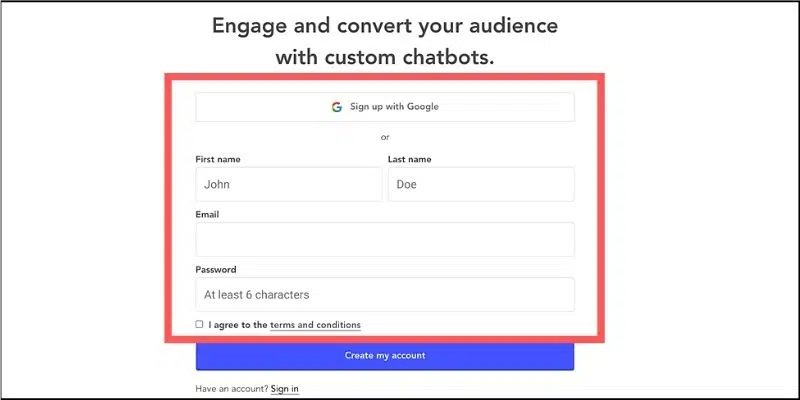 Engage and convert your audience
with custom chatbots.
Sign up with Google
or
First name
Last name
John
Doe
Email
Password
At least 6 characters
I agree to the terms and conditions
Create my account
Have an account? Sign in